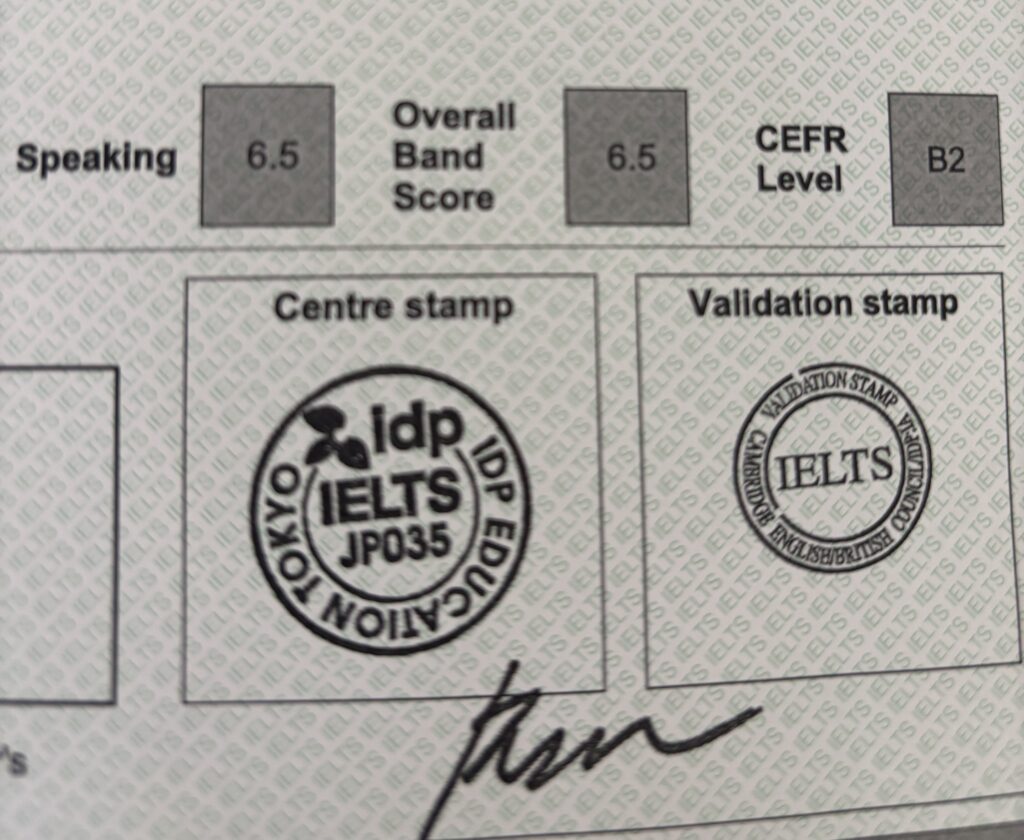 Speaking
6.5
Overall
Band
Score
6.5
CEFR
Level
B2
Centre stamp
idp
IELTS
JP035
IDP EDUCATION TOKYO
Validation stamp
VALIDATION STAMP
IELTS
CAMBRIDGE ENGLISH/BRITISH COUNCIL/IDP:IA
's